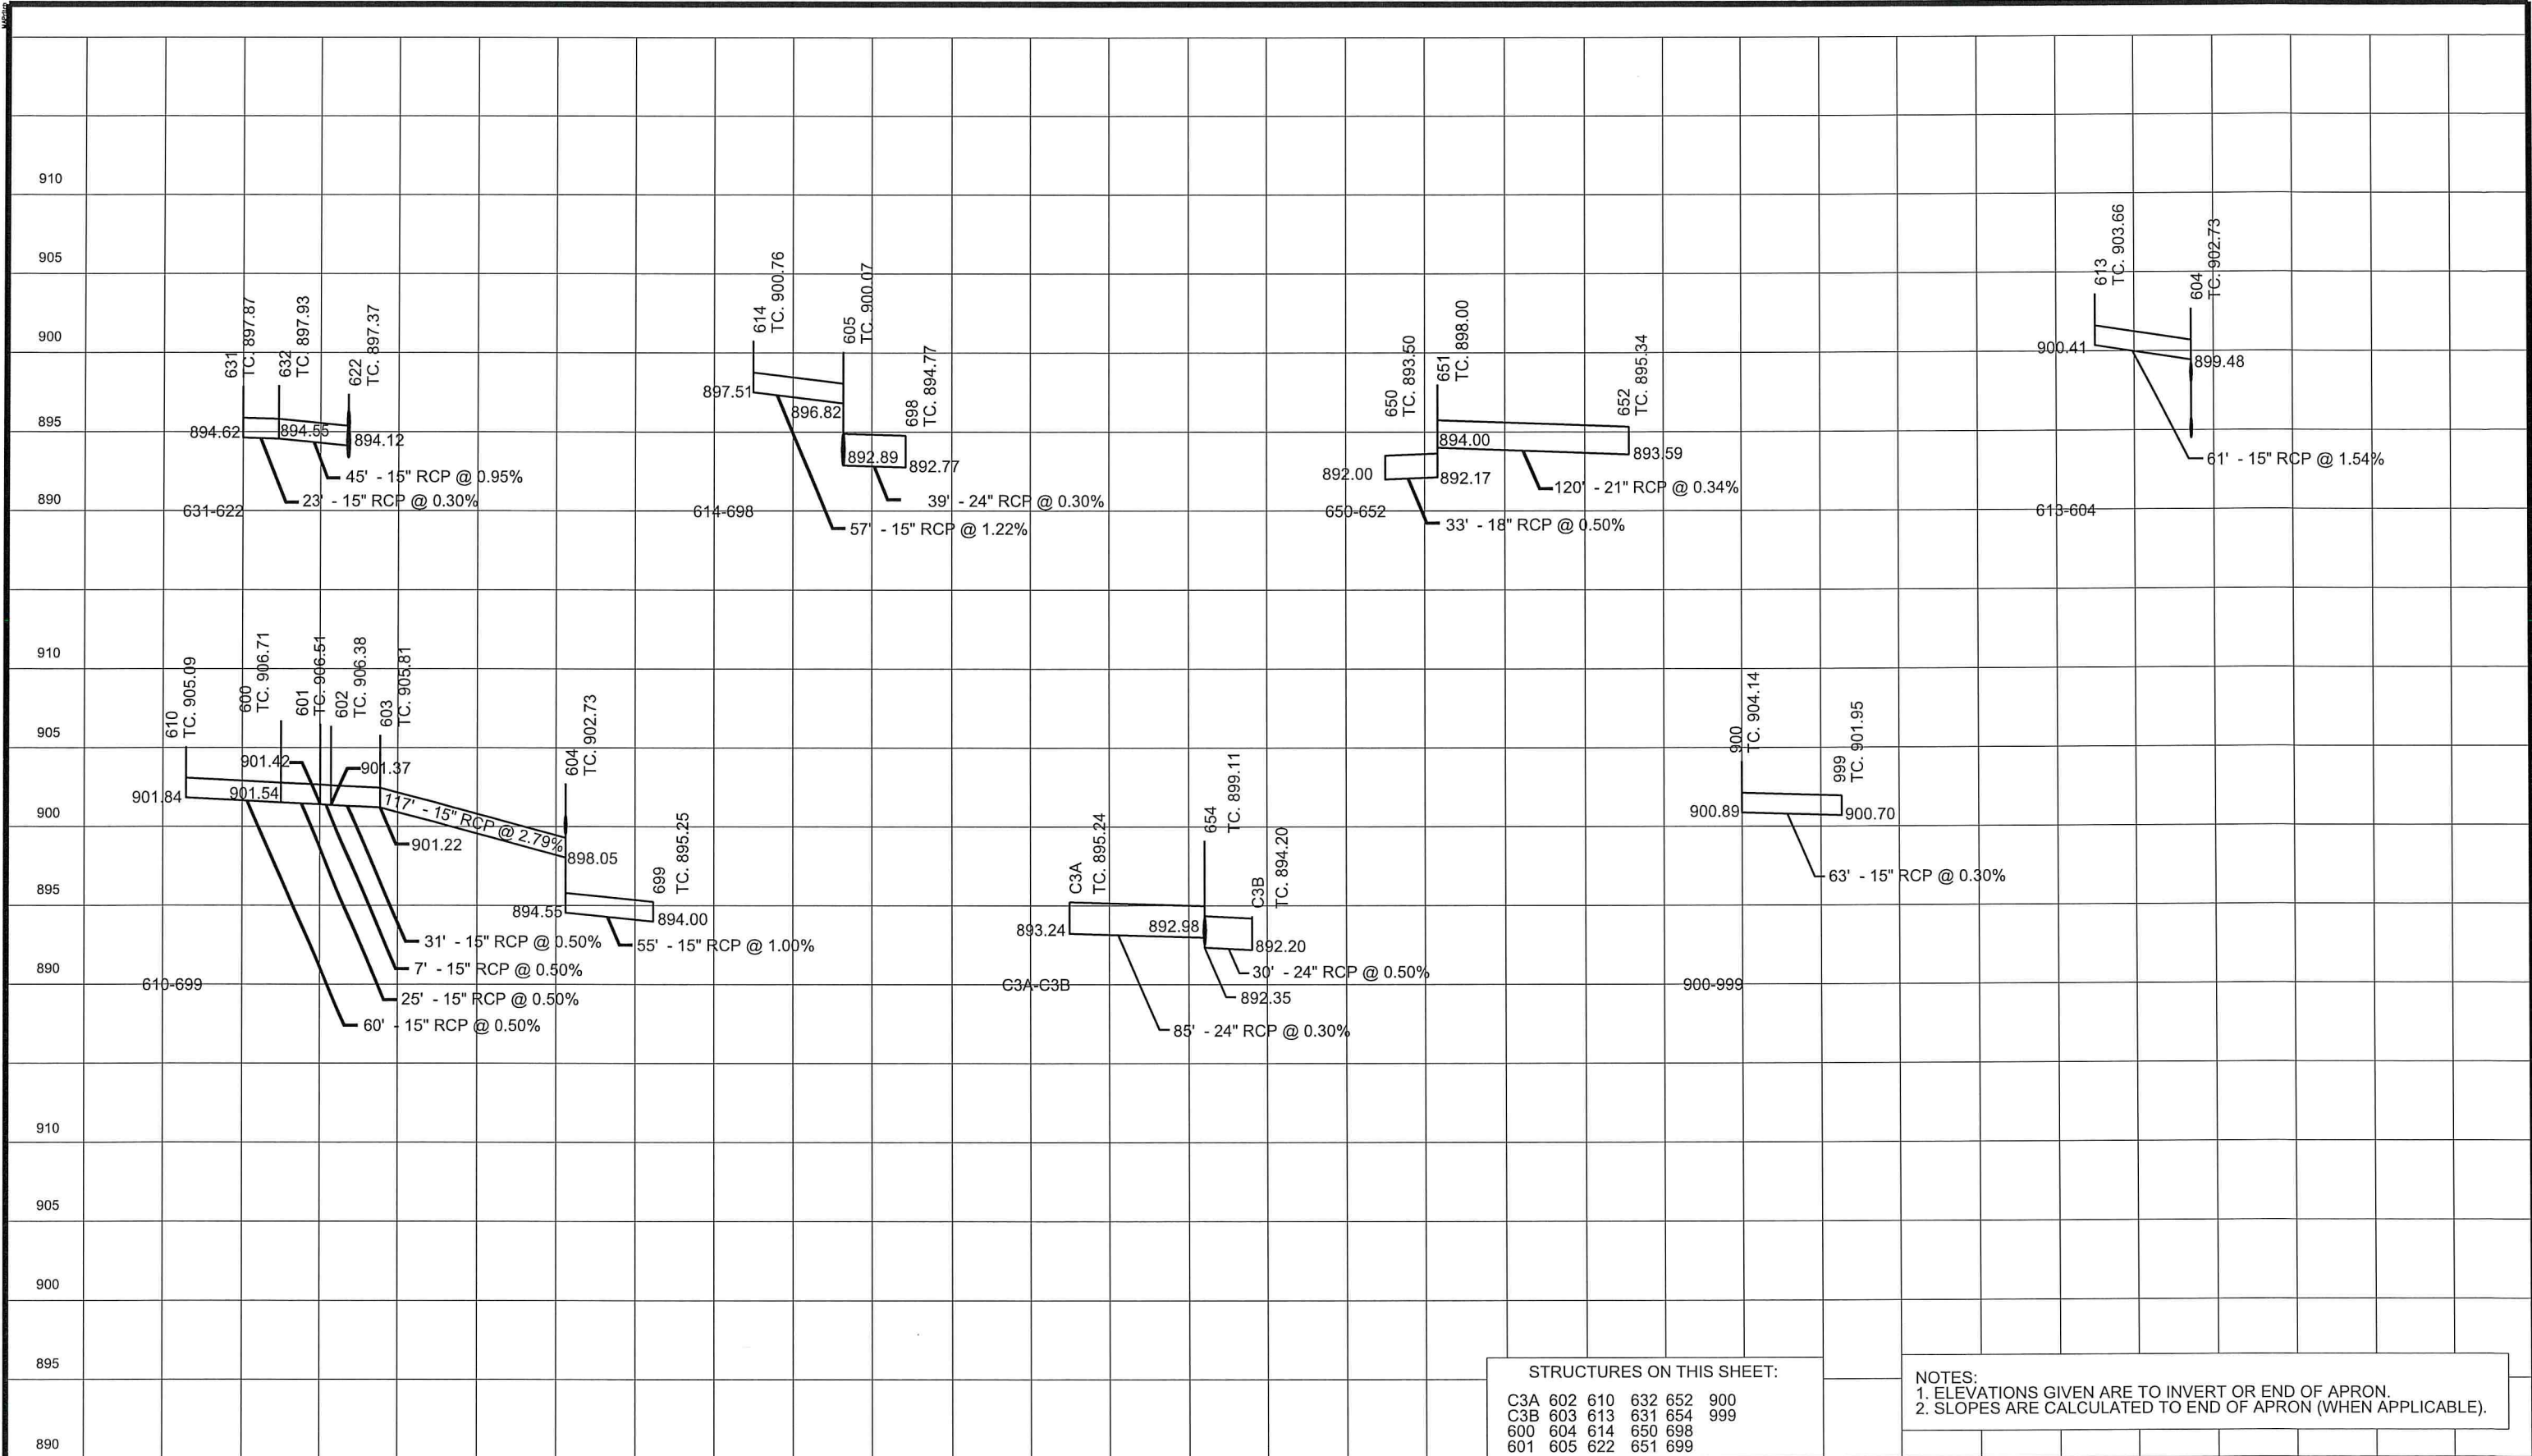 910
905
900
895
890
631
TC. 897.87
632
TC. 897.93
622
TC. 897.37
894.62
894.55
894.12
45' - 15" RCP @ 0.95%
23' - 15" RCP @ 0.30%
631-622
614
TC. 900.76
605
TC. 900.07
698
TC. 894.77
897.51
896.82
892.89
892.77
39' - 24" RCP @ 0.30%
614-698
57' - 15" RCP @ 1.22%
650
TC. 893.50
651
TC. 898.00
652
TC. 895.34
894.00
893.59
892.00
892.17
120' - 21" RCP @ 0.34%
650-652
33' - 18" RCP @ 0.50%
613
TC. 903.66
604
TC. 902.73
900.41
899.48
61' - 15" RCP @ 1.54%
613-604
910
905
900
895
890
610
TC. 905.09
600
TC. 906.71
601
TC. 906.51
602
TC. 906.38
603
TC. 905.81
604
TC. 902.73
699
TC. 895.25
901.42
901.37
901.84
901.54
117' - 15" RCP @ 2.79%
901.22
898.05
894.55
894.00
31' - 15" RCP @ 0.50%
55' - 15" RCP @ 1.00%
7' - 15" RCP @ 0.50%
610-699
25' - 15" RCP @ 0.50%
60' - 15" RCP @ 0.50%
C3A
TC. 895.24
654
TC. 899.11
C3B
TC. 894.20
893.24
892.98
892.20
30' - 24" RCP @ 0.50%
C3A-C3B
892.35
85' - 24" RCP @ 0.30%
900
TC. 904.14
999
TC. 901.95
900.89
900.70
63' - 15" RCP @ 0.30%
900-999
910
905
900
895
890
STRUCTURES ON THIS SHEET:
C3A 602 610 632 652 900
C3B 603 613 631 654 999
600 604 614 650 698
601 605 622 651 699
NOTES:
1. ELEVATIONS GIVEN ARE TO INVERT OR END OF APRON.
2. SLOPES ARE CALCULATED TO END OF APRON (WHEN APPLICABLE).